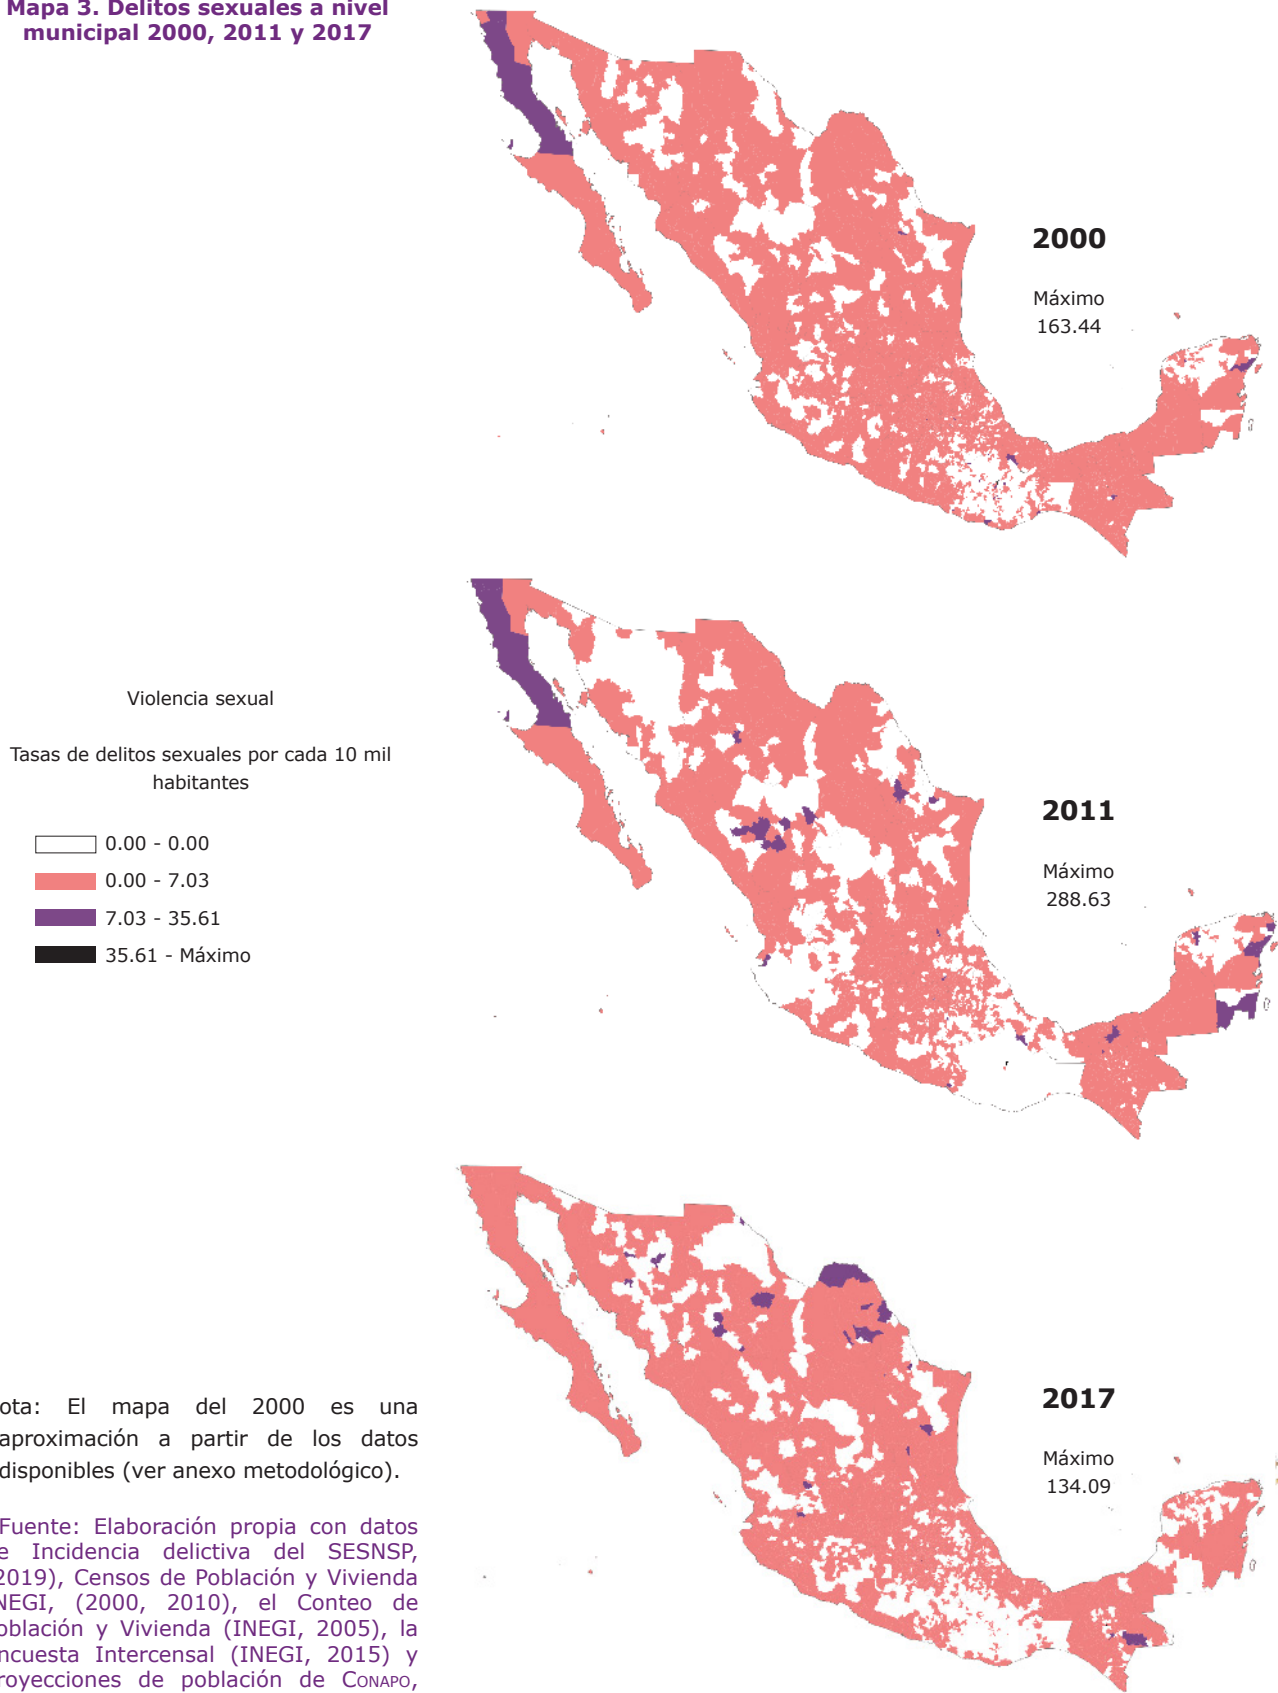 Mapa 3. Delitos sexuales a nivel
municipal 2000, 2011 y 2017
2000
Máximo
163.44
2011
Máximo
288.63
Violencia sexual
Tasas de delitos sexuales por cada 10 mil
habitantes
0.00 - 0.00
0.00 - 7.03
7.03 - 35.61
35.61 - Máximo
2017
Máximo
134.09
ota: El mapa del 2000 es una
aproximación a partir de los datos
disponibles (ver anexo metodológico).
Fuente: Elaboración propia con datos
e Incidencia delictiva del SESNSP,
2019), Censos de Población y Vivienda
NEGI, (2000, 2010), el Conteo de
oblación y Vivienda (INEGI, 2005), la
ncuesta Intercensal (INEGI, 2015) y
royecciones de población de CONAPO,